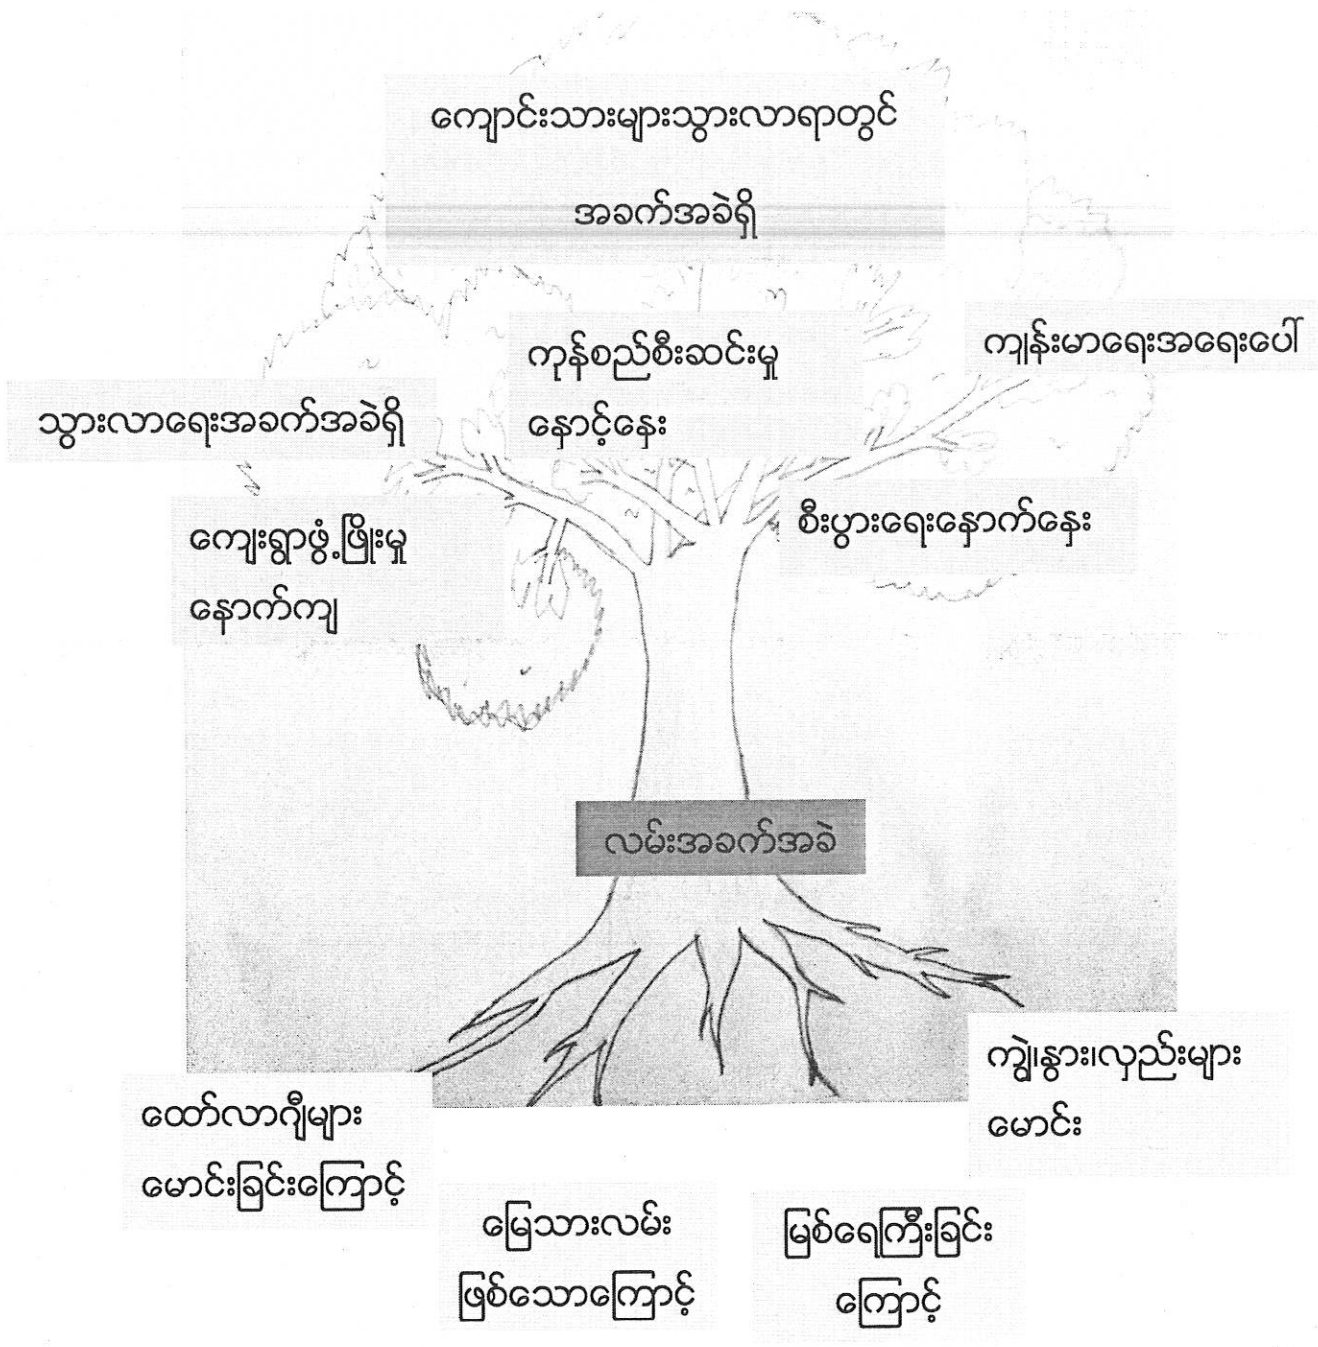 ကျောင်းသားများသွားလာရာတွင်
အခက်အခဲရှိ
ကုန်စည်စီးဆင်းမှု
နှောင့်နှေး
ကျန်းမာရေးအရေးပေါ်
သွားလာရေးအခက်အခဲရှိ
ကျေးရွာဖွံ့ဖြိုးမှု
နောက်ကျ
စီးပွားရေးနှောက်နှေး
လမ်းအခက်အခဲ
ထော်လာဂျီများ
မောင်းခြင်းကြောင့်
မြေသားလမ်း
ဖြစ်သောကြောင့်
မြစ်ရေကြီးခြင်း
ကြောင့်
ကျွဲ၊နွား၊လှည်းများ
မောင်း